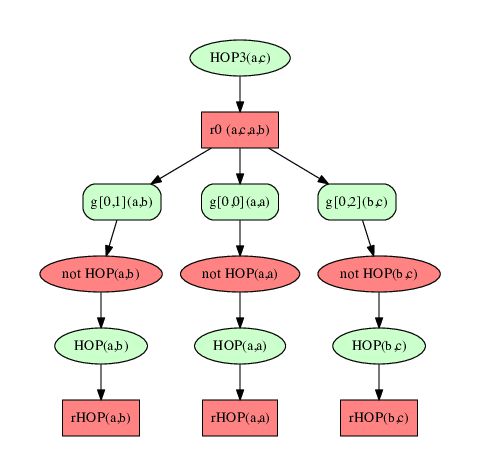 HOP3(a,c)
r0 (a,c,a,b)
g[0,1](a,b)
g[0,0](a,a)
g[0,2](b,c)
not HOP(a,b)
not HOP(a,a)
not HOP(b,c)
HOP(a,b)
HOP(a,a)
HOP(b,c)
rHOP(a,b)
rHOP(a,a)
rHOP(b,c)